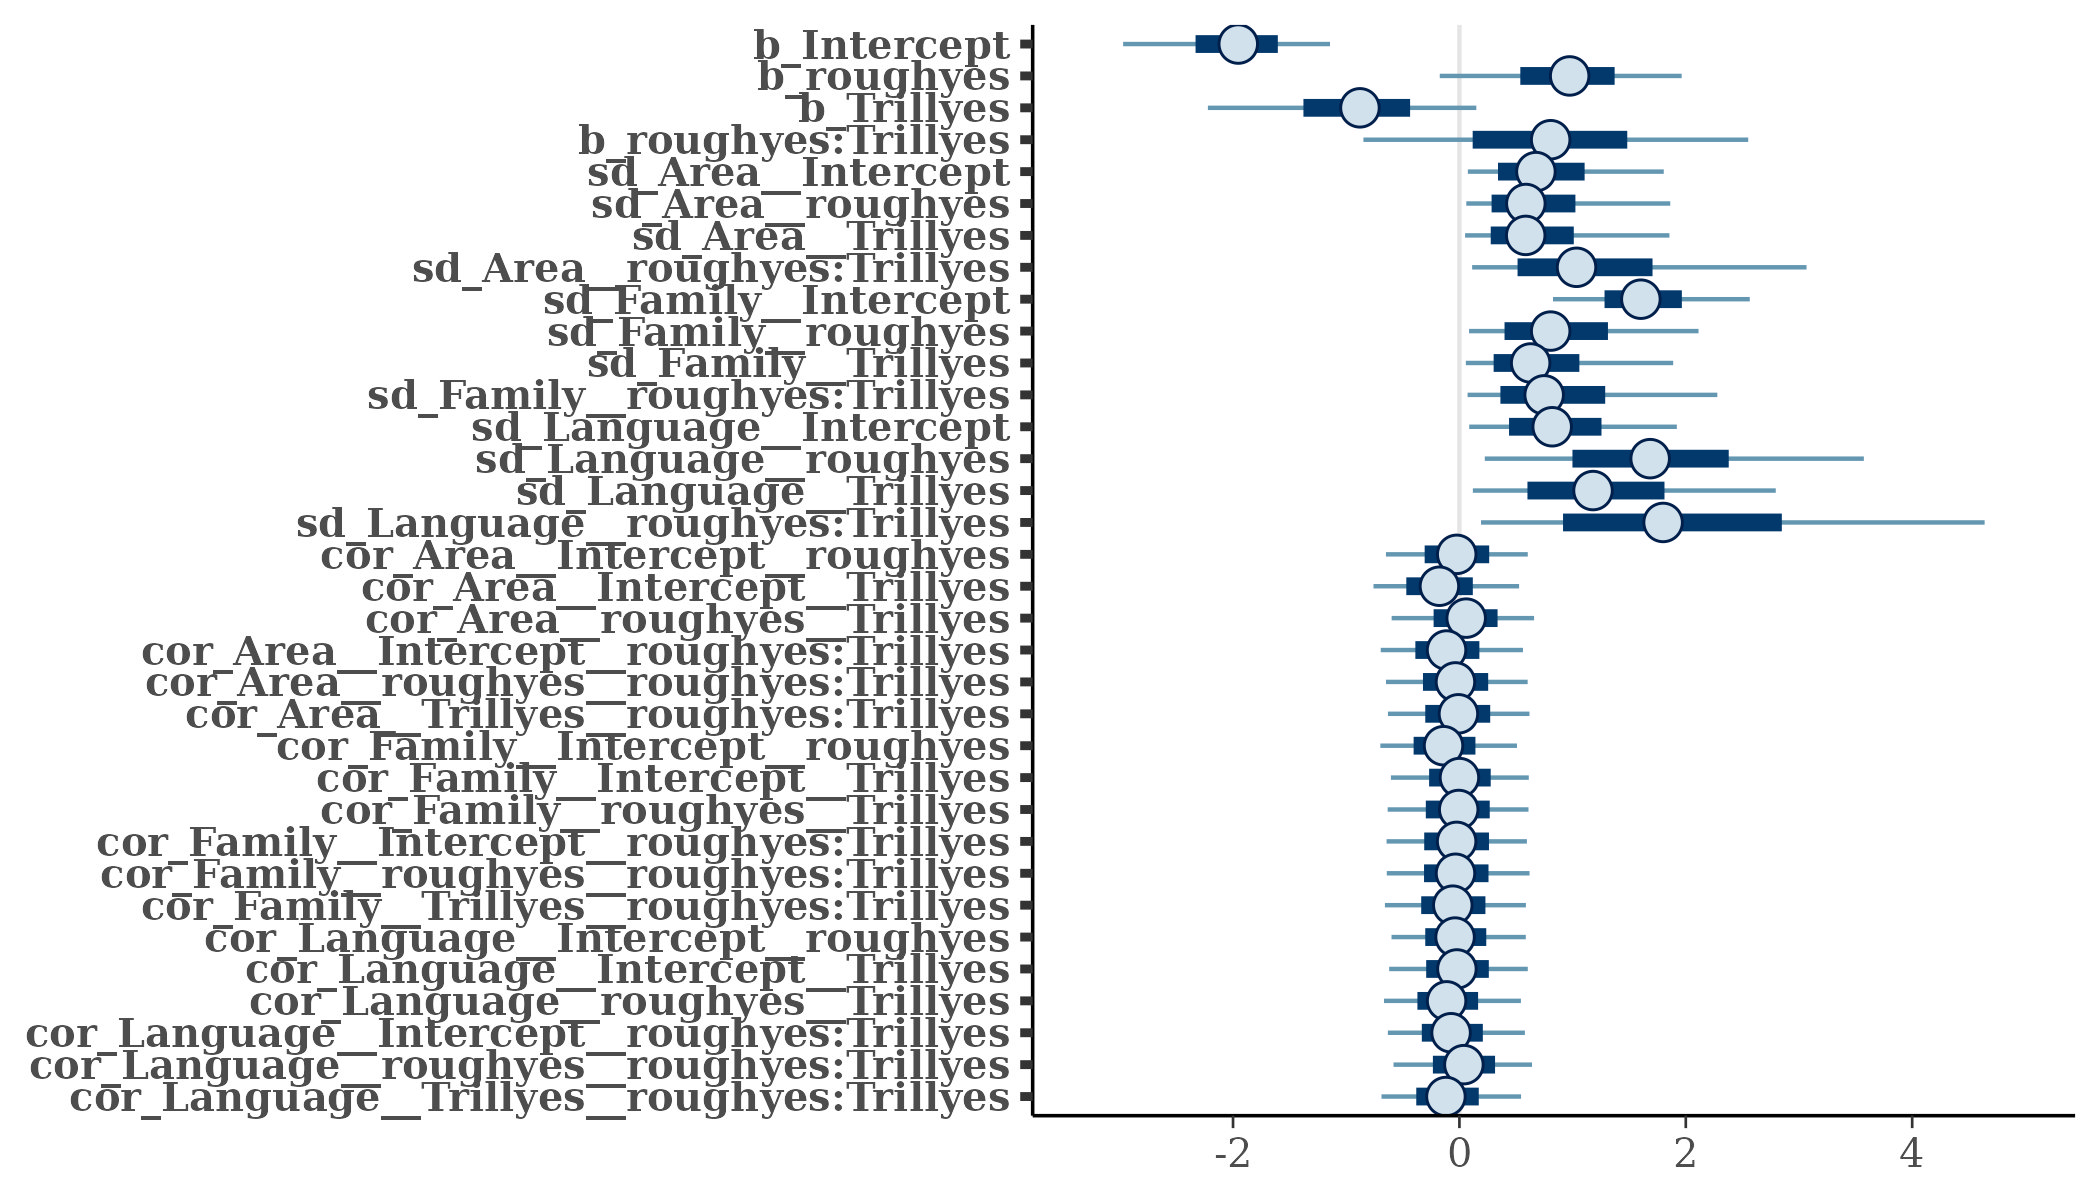 b_Intercept
b_roughyes
b_Trillyes
b_roughyes:Trillyes
sd_Area__Intercept
sd_Area__roughyes
sd_Area__Trillyes
sd_Area__roughyes:Trillyes
sd_Family__Intercept
sd_Family__roughyes
sd_Family__Trillyes
sd_Family__roughyes:Trillyes
sd_Language__Intercept
sd_Language__roughyes
sd_Language__Trillyes
sd_Language__roughyes:Trillyes
cor_Area__Intercept__roughyes
cor_Area__Intercept__Trillyes
cor_Area__roughyes__Trillyes
cor_Area__Intercept__roughyes:Trillyes
cor_Area__roughyes__roughyes:Trillyes
cor_Area__Trillyes__roughyes:Trillyes
cor_Family__Intercept__roughyes
cor_Family__Intercept__Trillyes
cor_Family__roughyes__Trillyes
cor_Family__Intercept__roughyes:Trillyes
cor_Family__roughyes__roughyes:Trillyes
cor_Family__Trillyes__roughyes:Trillyes
cor_Language__Intercept__roughyes
cor_Language__Intercept__Trillyes
cor_Language__roughyes__Trillyes
cor_Language__Intercept__roughyes:Trillyes
cor_Language__roughyes__roughyes:Trillyes
cor_Language__Trillyes__roughyes:Trillyes
-2 0 2 4